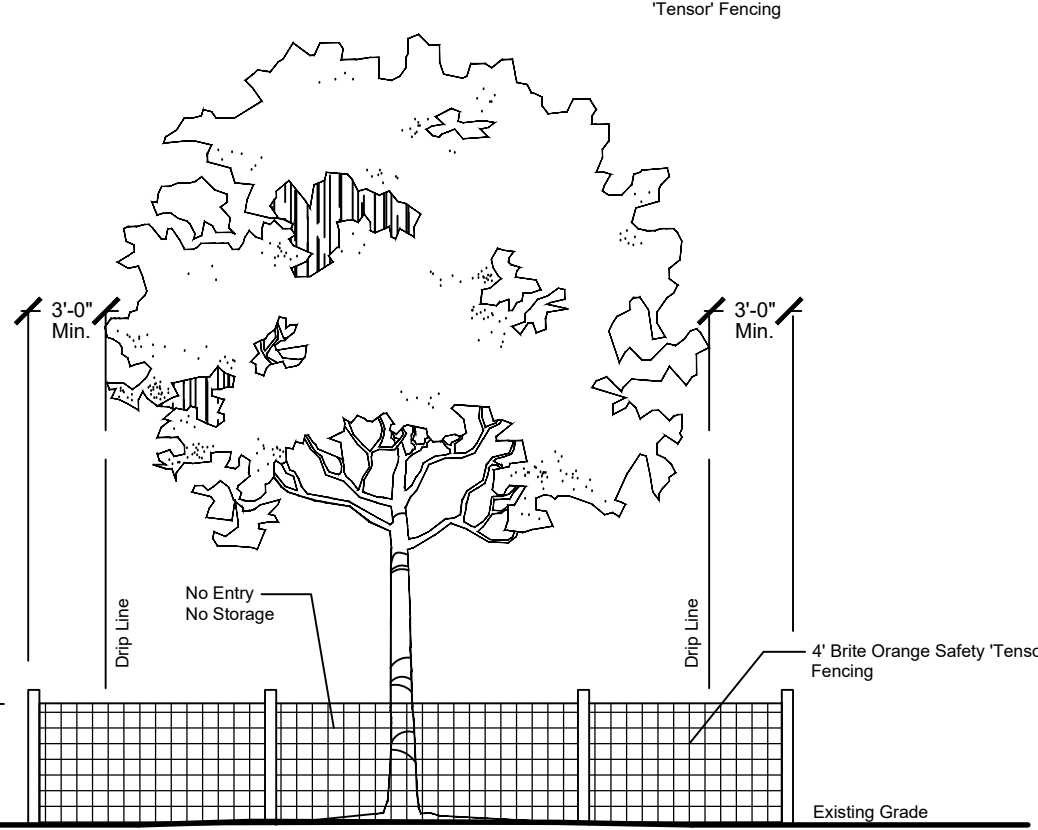 'Tensor' Fencing
3'-0"
Min.
3'-0"
Min.
No Entry
No Storage
Drip Line
Drip Line
4' Brite Orange Safety 'Tenso
Fencing
Existing Grade